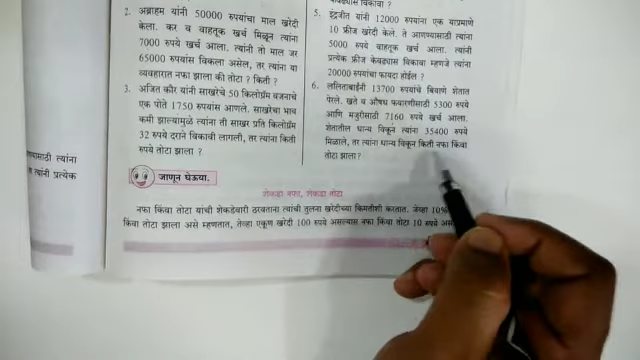 2. अब्राहम यांनी 50000 रुपयांचा माल खरेदी
केला. कर व वाहतूक खर्च मिळून त्यांना
7000 रुपये खर्च आला. त्यांनी तो माल जर
65000 रुपयांस विकला असेल, तर त्यांना या
व्यवहारात नफा झाला की तोटा ? किती ?
3. अजित कौर यांनी साखरेचे 50 किलोग्रॅम वजनाचे
एक पोते 1750 रुपयांस आणले. साखरेचा भाव
कमी झाल्यामुळे त्यांना ती साखर प्रति किलोग्रॅम
32 रुपये दराने विकावी लागली, तर त्यांना किती
रुपये तोटा झाला ?
विकावा ?
5. इंद्रजीत यांनी 12000 रुपयांना एक याप्रमाणे
10 फ्रीज खरेदी केले. ते आणण्यासाठी त्यांना
5000 रुपये वाहतूक खर्च आला. त्यांनी
प्रत्येक फ्रीज केवढ्यास विकावा म्हणजे त्यांना
20000 रुपयांचा फायदा होईल ?
6. ललिताबाईंनी 13700 रुपयांचे बियाणे शेतात
पेरले. खते व औषध फवारणीसाठी 5300 रुपये
आणि मजुरीसाठी 7160 रुपये खर्च आला.
शेतातील धान्य विकून त्यांना 35400 रुपये
मिळाले, तर त्यांना धान्य विकून किती नफा किंवा
तोटा झाला?
त्यांना
त्यांनी प्रत्येक
जाणून घेऊया.
शेकडा नफा, शेकडा तोटा
नफा किंवा तोटा यांची शेकडेवारी ठरवताना त्यांची तुलना खरेदीच्या किमतीशी करतात. जेव्हा 10%
किंवा तोटा झाला असे म्हणतात, तेव्हा एकूण खरेदी 100 रुपये असल्यास नफा किंवा तोटा 10 रुपये